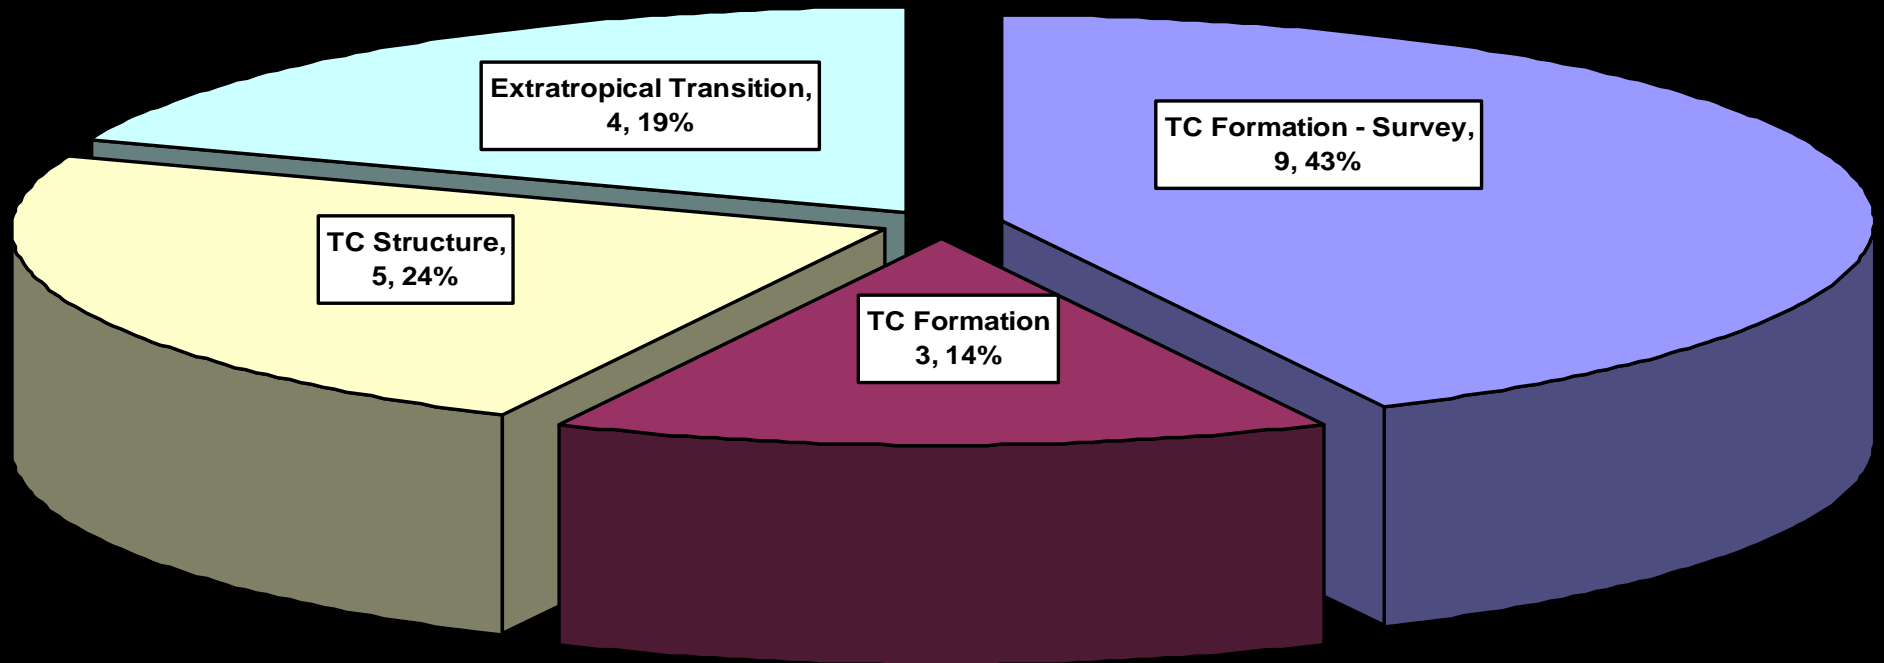 Extratropical Transition,
4, 19%
TC Formation - Survey,
9, 43%
TC Structure,
5, 24%
TC Formation
3, 14%